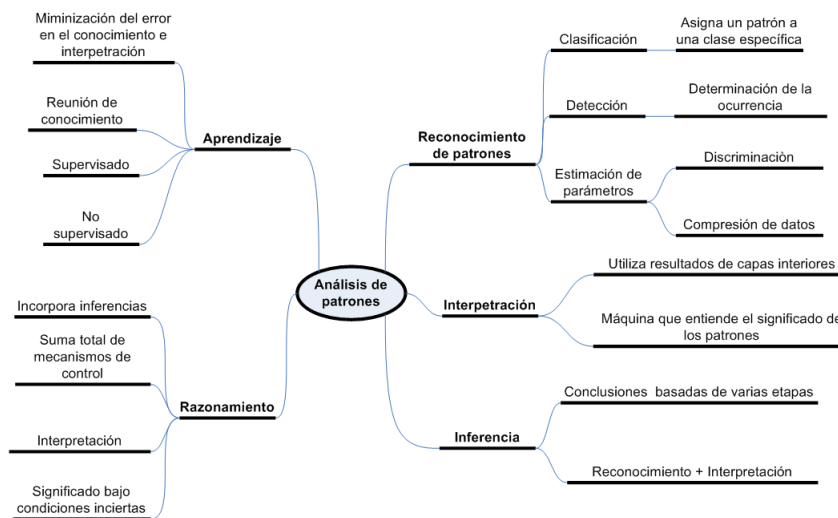 Miminización del error
en el conocimiento e
interpetración
Reunión de
conocimiento
Supervisado
No
supervisado
Aprendizaje
Incorpora inferencias
Suma total de
mecanismos de
control
Interpretación
Significado bajo
condiciones inciertas
Razonamiento
Análisis de
patrones
Reconocimiento
de patrones
Clasificación
Asigna un patrón a
una clase específica
Detección
Determinación de la
ocurrencia
Estimación de
parámetros
Discriminaciòn
Compresión de datos
Interpetración
Utiliza resultados de capas interiores
Máquina que entiende el significado de
los patrones
Inferencia
Conclusiones basadas de varias etapas
Reconocimiento + Interpretación